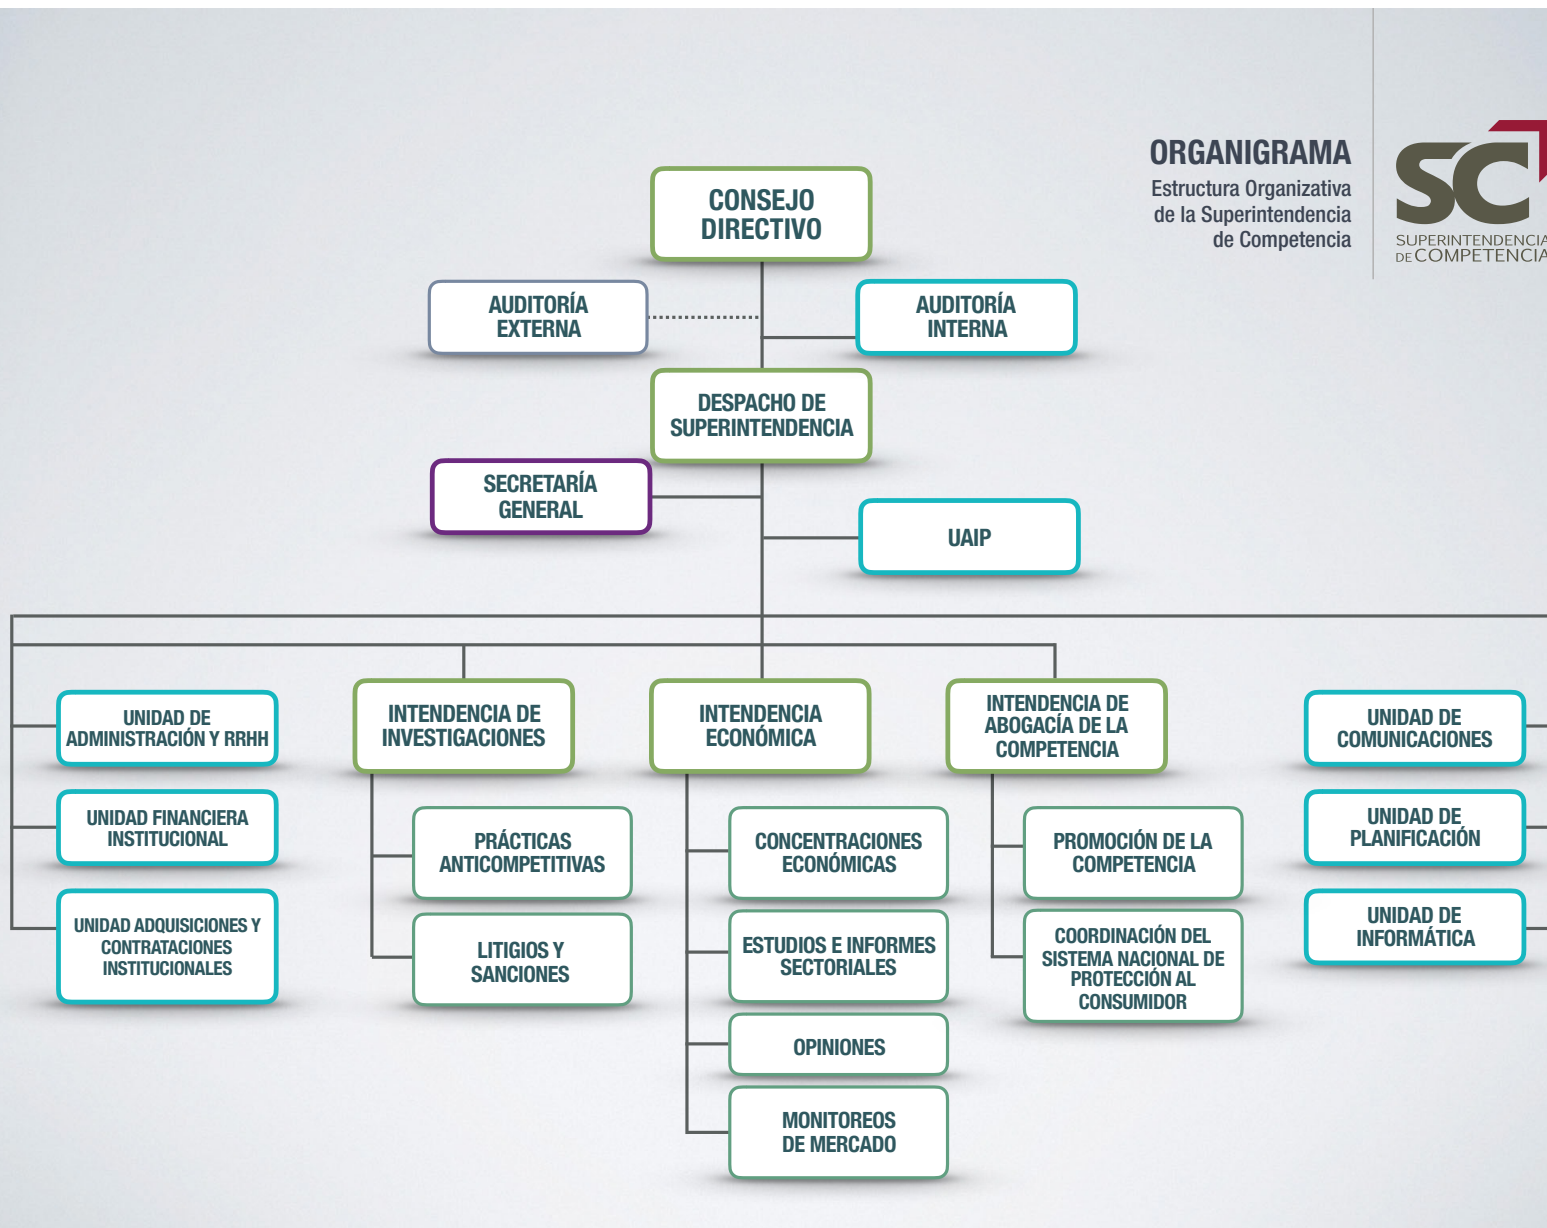 ORGANIGRAMA
Estructura Organizativa
de la Superintendencia
de Competencia
SC
SUPERINTENDENCIA
DE COMPETENCIA
CONSEJO
DIRECTIVO
AUDITORÍA
EXTERNA
AUDITORÍA
INTERNA
DESPACHO DE
SUPERINTENDENCIA
SECRETARÍA
GENERAL
UAIP
UNIDAD DE
ADMINISTRACIÓN Y RRHH
UNIDAD FINANCIERA
INSTITUCIONAL
UNIDAD ADQUISICIONES Y
CONTRATACIONES
INSTITUCIONALES
INTENDENCIA DE
INVESTIGACIONES
PRÁCTICAS
ANTICOMPETITIVAS
LITIGIOS Y
SANCIONES
INTENDENCIA
ECONÓMICA
CONCENTRACIONES
ECONÓMICAS
ESTUDIOS E INFORMES
SECTORIALES
OPINIONES
MONITOREOS
DE MERCADO
INTENDENCIA DE
ABOGACÍA DE LA
COMPETENCIA
PROMOCIÓN DE LA
COMPETENCIA
COORDINACIÓN DEL
SISTEMA NACIONAL DE
PROTECCIÓN AL
CONSUMIDOR
UNIDAD DE
COMUNICACIONES
UNIDAD DE
PLANIFICACIÓN
UNIDAD DE
INFORMÁTICA